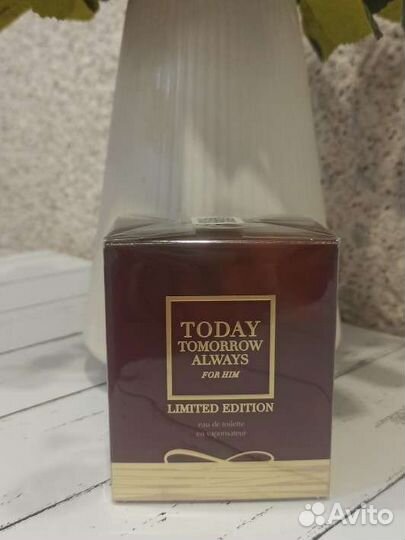 TODAY
TOMORROW
ALWAYS
FOR HIM
LIMITED EDITION
eau de toilette
en vaporisateur
Avito